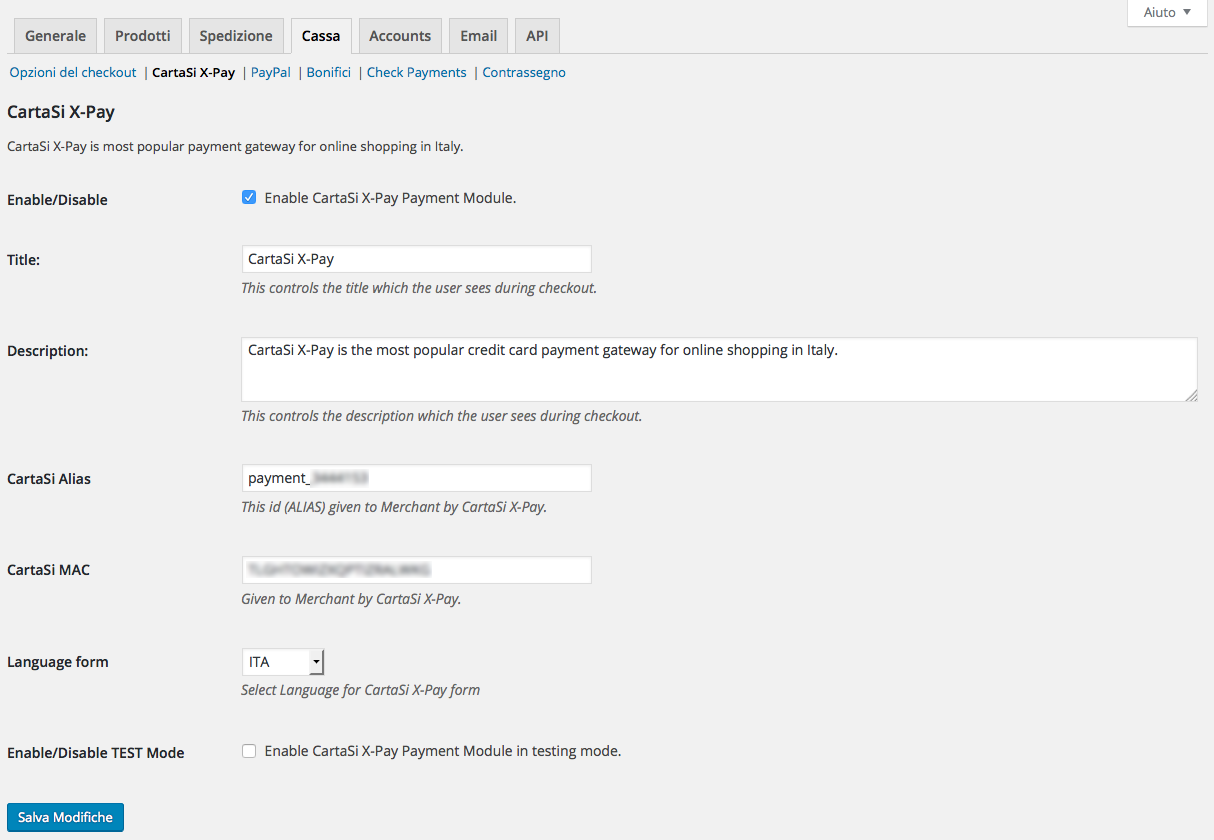 Aiuto
Generale Prodotti Spedizione Cassa Accounts Email API
Opzioni del checkout | CartaSi X-Pay | PayPal | Bonifici | Check Payments | Contrassegno
CartaSi X-Pay
CartaSi X-Pay is most popular payment gateway for online shopping in Italy.
Enable/Disable Enable CartaSi X-Pay Payment Module.
Title: CartaSi X-Pay
This controls the title which the user sees during checkout.
Description: CartaSi X-Pay is the most popular credit card payment gateway for online shopping in Italy.
This controls the description which the user sees during checkout.
CartaSi Alias payment_
This id (ALIAS) given to Merchant by CartaSi X-Pay.
CartaSi MAC
Given to Merchant by CartaSi X-Pay.
Language form ITA
Select Language for CartaSi X-Pay form
Enable/Disable TEST Mode Enable CartaSi X-Pay Payment Module in testing mode.
Salva Modifiche